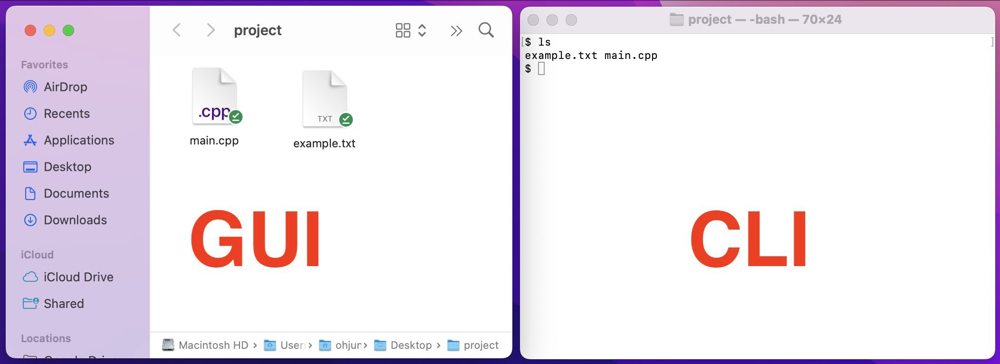 project
Favorites
AirDrop
Recents
Applications
Desktop
Documents
Downloads
iCloud
iCloud Drive
Shared
Locations
.cpp
TXT
main.cpp
example.txt
GUI
Macintosh HD › Users › ohjun › Desktop › project
project — -bash — 70×24
[$ ls ]
example.txt main.cpp
$
CLI